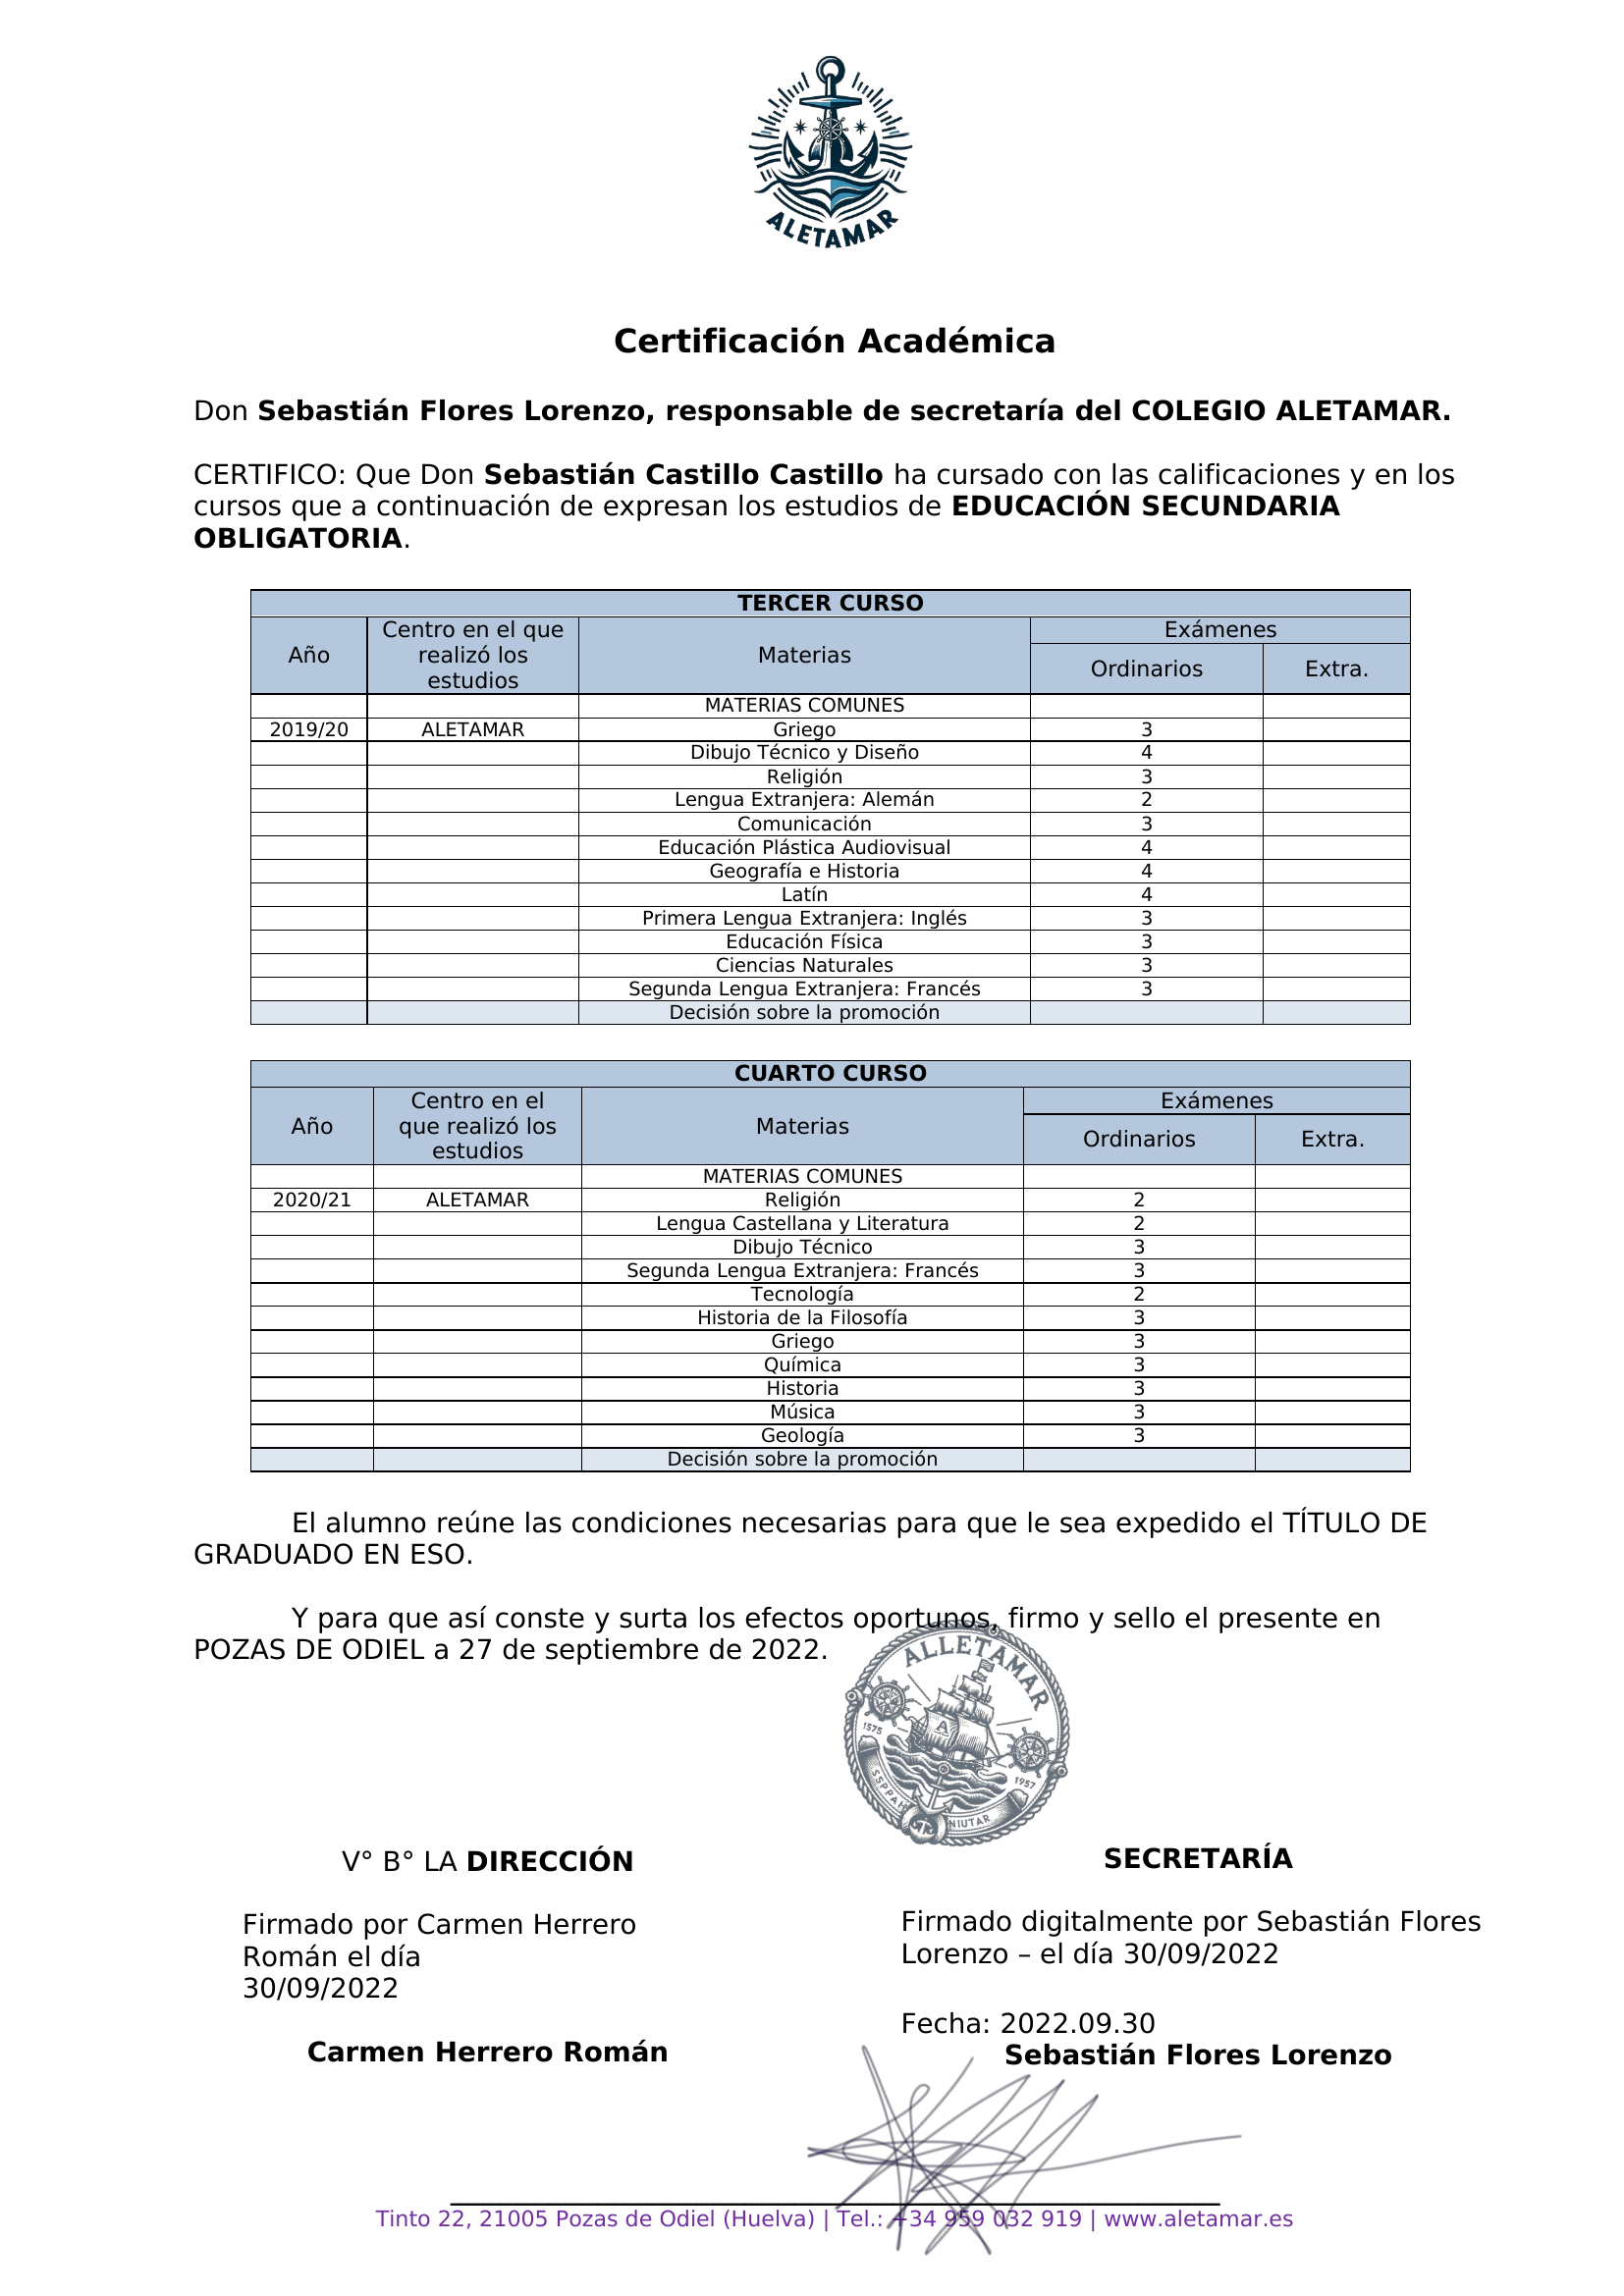 ALETAMAR
Certificación Académica
Don Sebastián Flores Lorenzo, responsable de secretaría del COLEGIO ALETAMAR.
CERTIFICO: Que Don Sebastián Castillo Castillo ha cursado con las calificaciones y en los
cursos que a continuación de expresan los estudios de EDUCACIÓN SECUNDARIA
OBLIGATORIA.
TERCER CURSO
Año
Centro en el que
realizó los
estudios
Materias
Exámenes
Ordinarios
Extra.
MATERIAS COMUNES
2019/20 ALETAMAR Griego 3
Dibujo Técnico y Diseño 4
Religión 3
Lengua Extranjera: Alemán 2
Comunicación 3
Educación Plástica Audiovisual 4
Geografía e Historia 4
Latín 4
Primera Lengua Extranjera: Inglés 3
Educación Física 3
Ciencias Naturales 3
Segunda Lengua Extranjera: Francés 3
Decisión sobre la promoción
CUARTO CURSO
Año
Centro en el
que realizó los
estudios
Materias
Exámenes
Ordinarios
Extra.
MATERIAS COMUNES
2020/21 ALETAMAR Religión 2
Lengua Castellana y Literatura 2
Dibujo Técnico 3
Segunda Lengua Extranjera: Francés 3
Tecnología 2
Historia de la Filosofía 3
Griego 3
Química 3
Historia 3
Música 3
Geología 3
Decisión sobre la promoción
El alumno reúne las condiciones necesarias para que le sea expedido el TÍTULO DE
GRADUADO EN ESO.
Y para que así conste y surta los efectos oportunos, firmo y sello el presente en
POZAS DE ODIEL a 27 de septiembre de 2022.
ALLETAMAR
A
1575
1957
SSPPAH
NIUTAR
V° B° LA DIRECCIÓN
Firmado por Carmen Herrero
Román el día
30/09/2022
Carmen Herrero Román
SECRETARÍA
Firmado digitalmente por Sebastián Flores
Lorenzo – el día 30/09/2022
Fecha: 2022.09.30
Sebastián Flores Lorenzo
Tinto 22, 21005 Pozas de Odiel (Huelva) | Tel.: +34 959 032 919 | www.aletamar.es